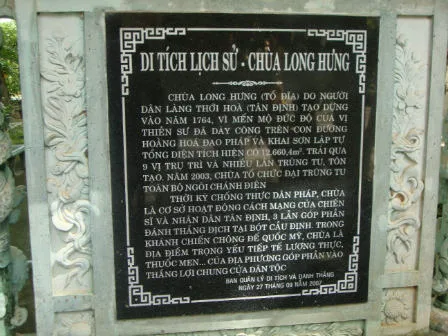 DI TÍCH LỊCH SỬ - CHÙA LONG HƯNG
CHÙA LONG HƯNG (TỔ ĐỈA) DO NGƯỜI
DÂN LÀNG THỚI HOÀ (TÂN ĐỊNH) TẠO DỰNG
VÀO NĂM 1764, VÌ MẾN MỘ ĐỨC ĐỘ CỦA VỊ
THIỀN SƯ ĐÃ DÀY CÔNG TRÊN CON ĐƯỜNG
HOẰNG HOÁ ĐẠO PHÁP VÀ KHAI SƠN LẬP TỰ
TỔNG DIỆN TÍCH HIỆN CÓ 12.660,4m². TRẢI QUA
9 VỊ TRỤ TRÌ VÀ NHIỀU LẦN TRÙNG TU, TÔN
TẠO. NĂM 2003, CHÙA TỔ CHỨC ĐẠI TRÙNG TU
TOÀN BỘ NGÔI CHÁNH ĐIỆN
THỜI KỲ CHỐNG THỰC DÂN PHÁP, CHÙA
LÀ CƠ SỞ HOẠT ĐỘNG CÁCH MẠNG CỦA CHIẾN
SĨ VÀ NHÂN DÂN TÂN ĐỊNH, 3 LẦN GÓP PHẦN
ĐÁNH THẮNG ĐỊCH TẠI BÓT CẦU ĐINH. TRONG
KHÁNG CHIẾN CHỐNG ĐẾ QUỐC MỸ, CHÙA LÀ
ĐỊA ĐIỂM TRỌNG YẾU TIẾP TẾ LƯƠNG THỰC,
THUỐC MEN... CỦA ĐỊA PHƯƠNG GÓP PHẦN VÀO
THẮNG LỢI CHUNG CỦA DÂN TỘC
BAN QUẢN LÝ DI TÍCH VÀ DANH THẮNG
NGÀY 27 THÁNG 09 NĂM 2007